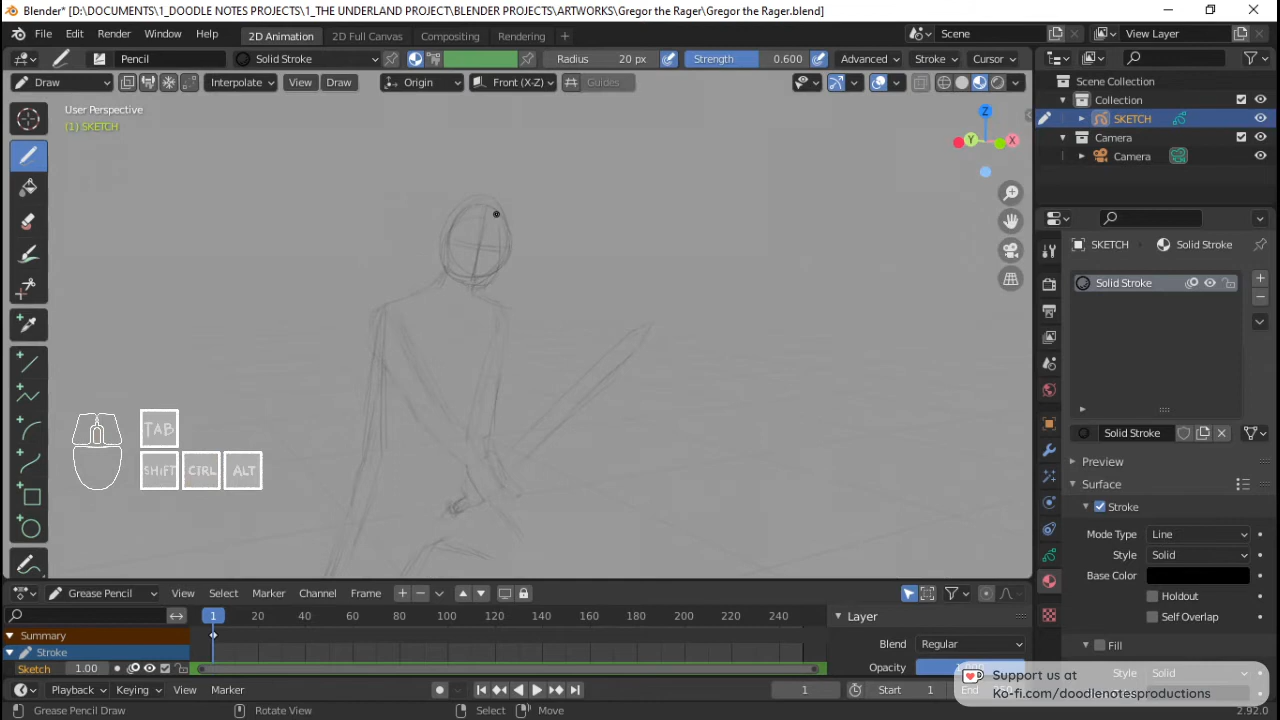 Blender* [D:\DOCUMENTS\1_DOODLE NOTES PROJECTS\1_THE UNDERLAND PROJECT\BLENDER PROJECTS\ARTWORKS\Gregor the Rager\Gregor the Rager.blend]
File Edit Render Window Help 2D Animation 2D Full Canvas Compositing Rendering + Scene View Layer
Pencil Solid Stroke Radius 20 px Strength 0.600 Advanced Stroke Cursor
Draw Interpolate View Draw Origin Front (X-Z) Guides
User Perspective
(1) SKETCH
Z
Y X
Scene Collection
Collection
SKETCH
Camera
Camera
SKETCH Solid Stroke
Solid Stroke
Solid Stroke
Preview
Surface
Stroke
Mode Type Line
Style Solid
Base Color
Holdout
Self Overlap
Fill
Style Solid
TAB
SHIFT CTRL ALT
Grease Pencil View Select Marker Channel Frame
1 20 40 60 80 100 120 140 160 180 200 220 240
Summary
Stroke
Sketch 1.00
Layer
Blend Regular
Opacity 1.000
Support us at
Ko-fi.com/doodlenotesproductions
Playback Keying View Marker 1 Start 1 End
Grease Pencil Draw Rotate View Select Move 2.92.0